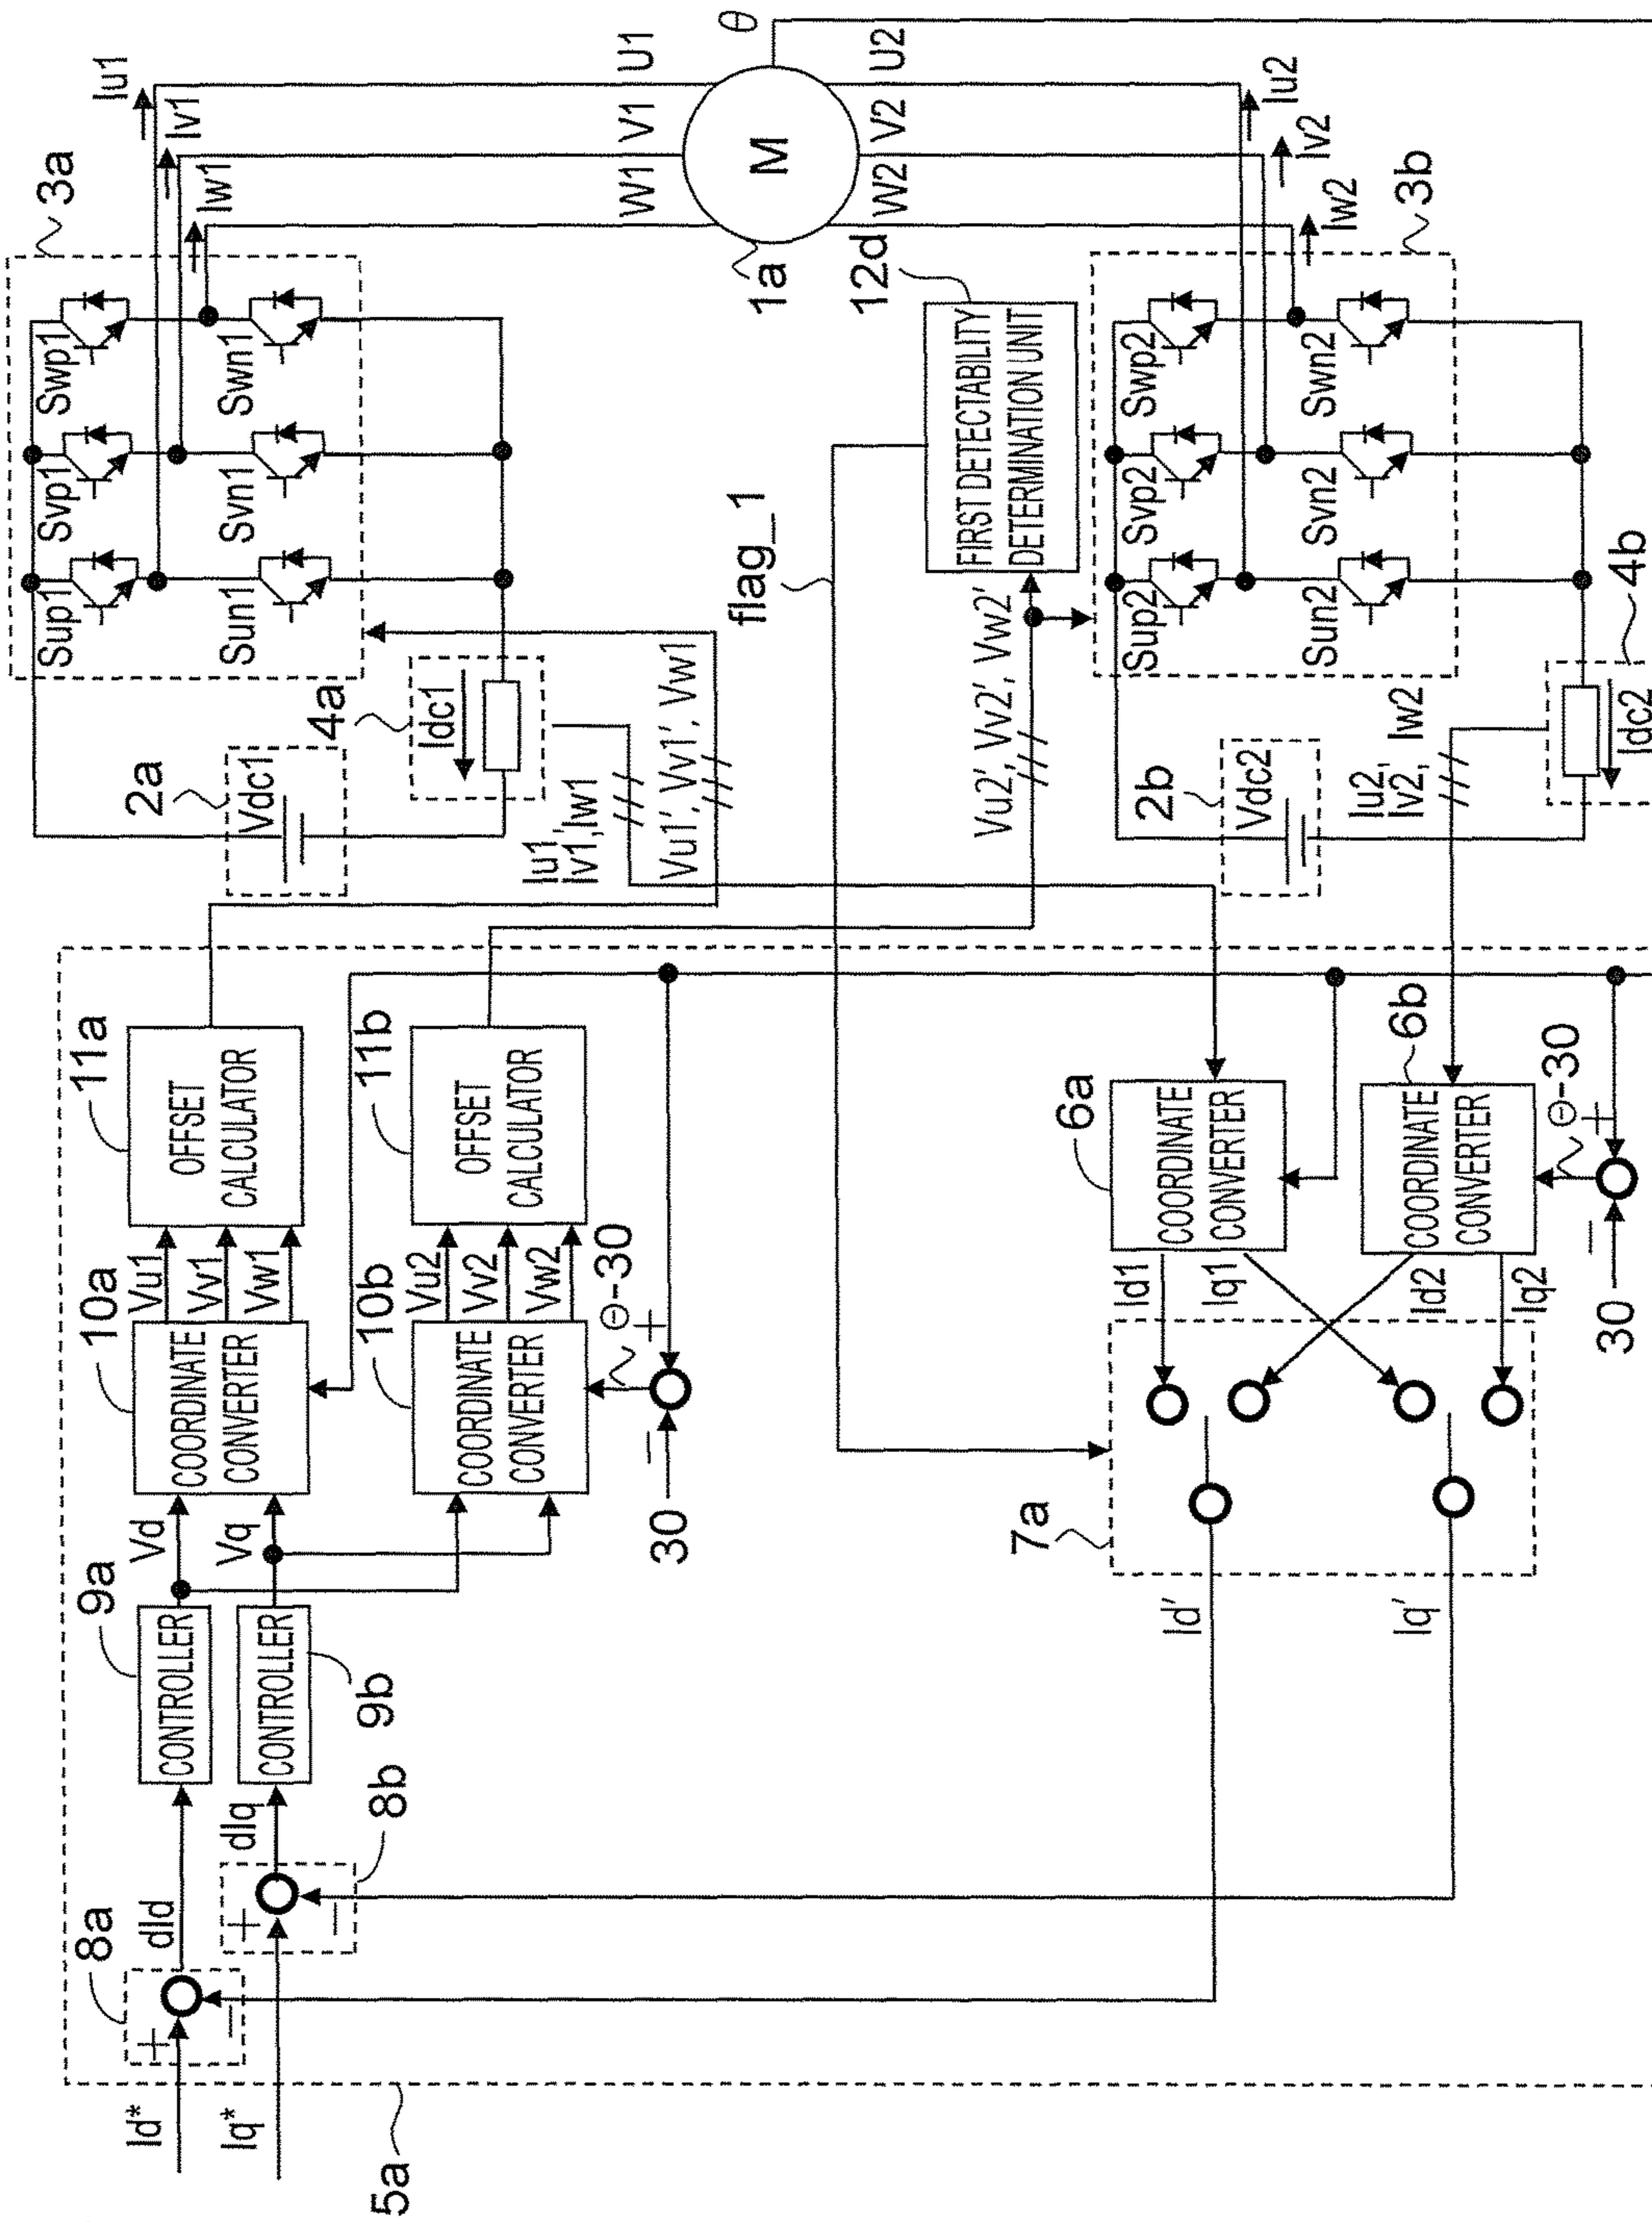 Id*
Iq*
5a
8a
+
−
dId
8b
+
−
dIq
9a
CONTROLLER
CONTROLLER
9b
Vd
Vq
10a
COORDINATE
CONVERTER
Vu1
Vv1
Vw1
11a
OFFSET
CALCULATOR
10b
COORDINATE
CONVERTER
Vu2
Vv2
Vw2
11b
OFFSET
CALCULATOR
30
−
Θ-30
+
2a
Vdc1
4a
Idc1
Iu1,
Iv1,Iw1
Vu1', Vv1', Vw1'
3a
Sup1
Svp1
Swp1
Sun1
Svn1
Swn1
Iu1
Iv1
Iw1
U1
V1
W1
M
1a
θ
U2
V2
W2
flag_1
12d
FIRST DETECTABILITY
DETERMINATION UNIT
Vu2', Vv2', Vw2'
Iu2
Iv2
Iw2
3b
Sup2
Svp2
Swp2
Sun2
Svn2
Swn2
2b
Vdc2
4b
Idc2
Iu2,
Iv2, Iw2
7a
Id'
Iq'
Id1
Iq1
6a
COORDINATE
CONVERTER
Id2
Iq2
6b
COORDINATE
CONVERTER
30
−
Θ-30
+